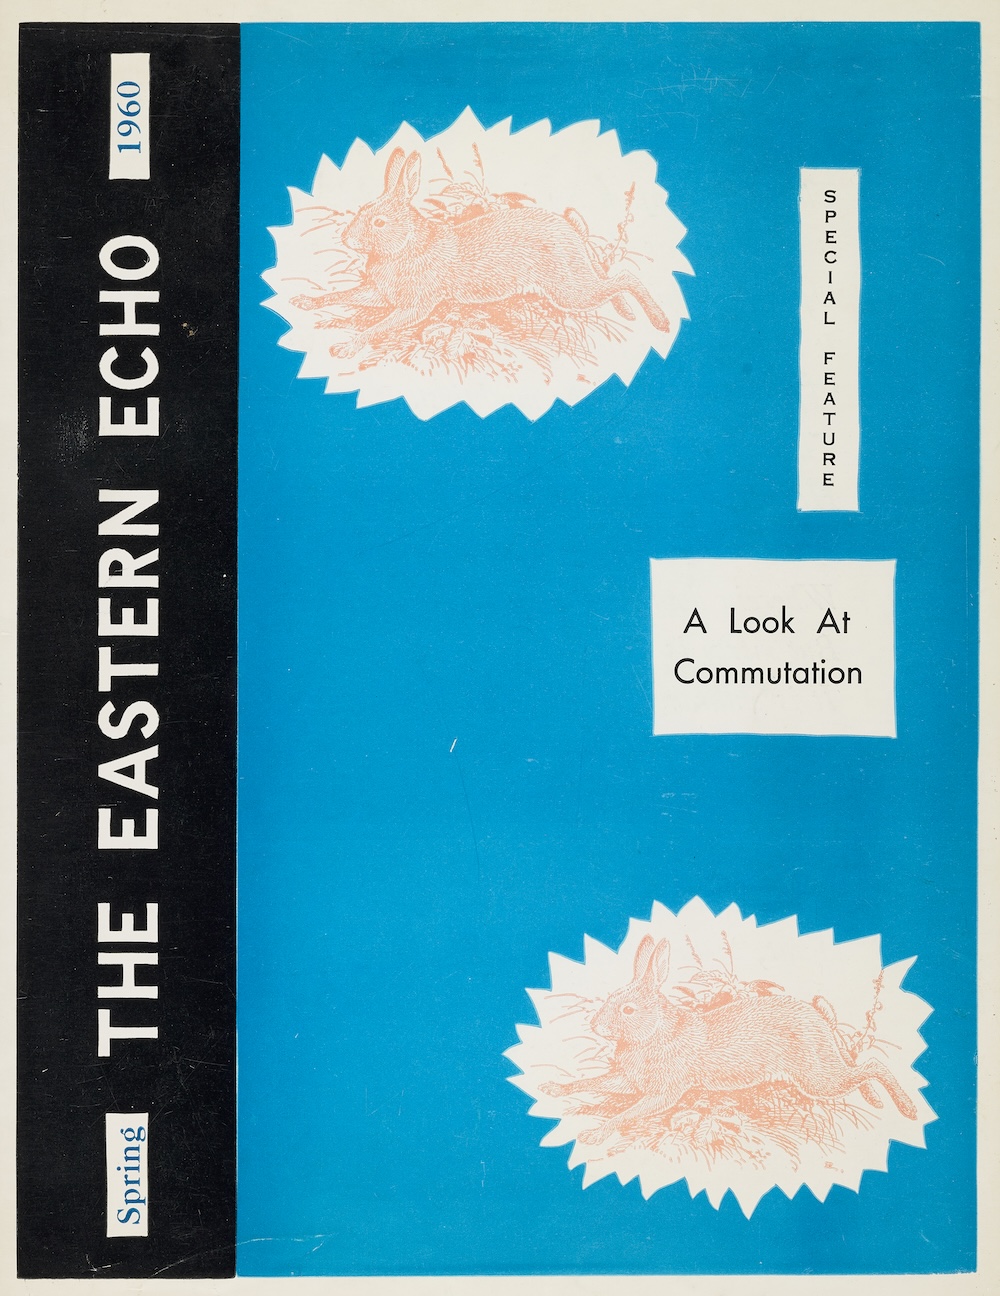 Spring
THE EASTERN ECHO
1960
SPECIAL FEATURE
A Look At
Commutation